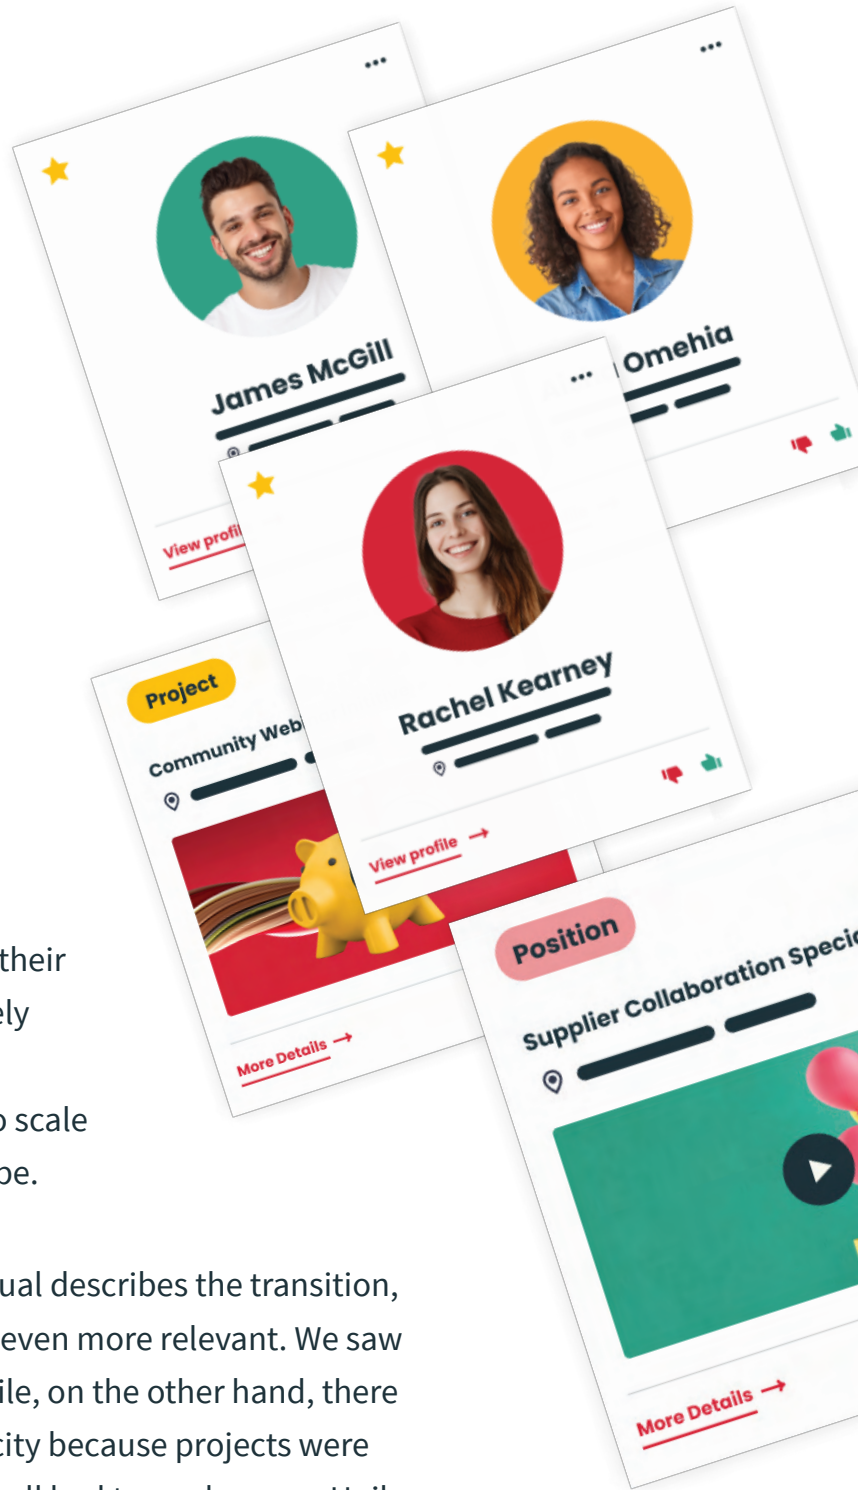 James McGill
View profil
Omehia
Rachel Kearney
View profile
Project
Community Web
More Details
Position
Supplier Collaboration Specia
More Details
their
ely
o scale
pe.
ual describes the transition,
even more relevant. We saw
ile, on the other hand, there
city because projects were